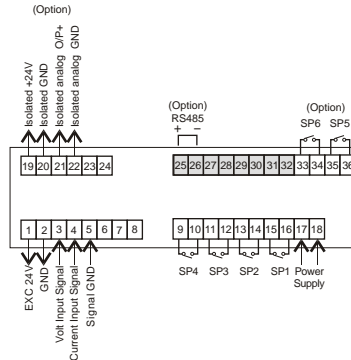 (Option)
Isolated +24V
Isolated GND
Isolated analog O/P+
Isolated analog GND
(Option)
RS485
+ −
(Option)
SP6 SP5
19 20 21 22 23 24
25 26 27 28 29 30 31 32 33 34 35 36
1 2 3 4 5 6 7 8
9 10 11 12 13 14 15 16 17 18
EXC 24V
GND
Volt Input Signal
Current Input Signal
Signal GND
SP4 SP3 SP2 SP1 Power
Supply